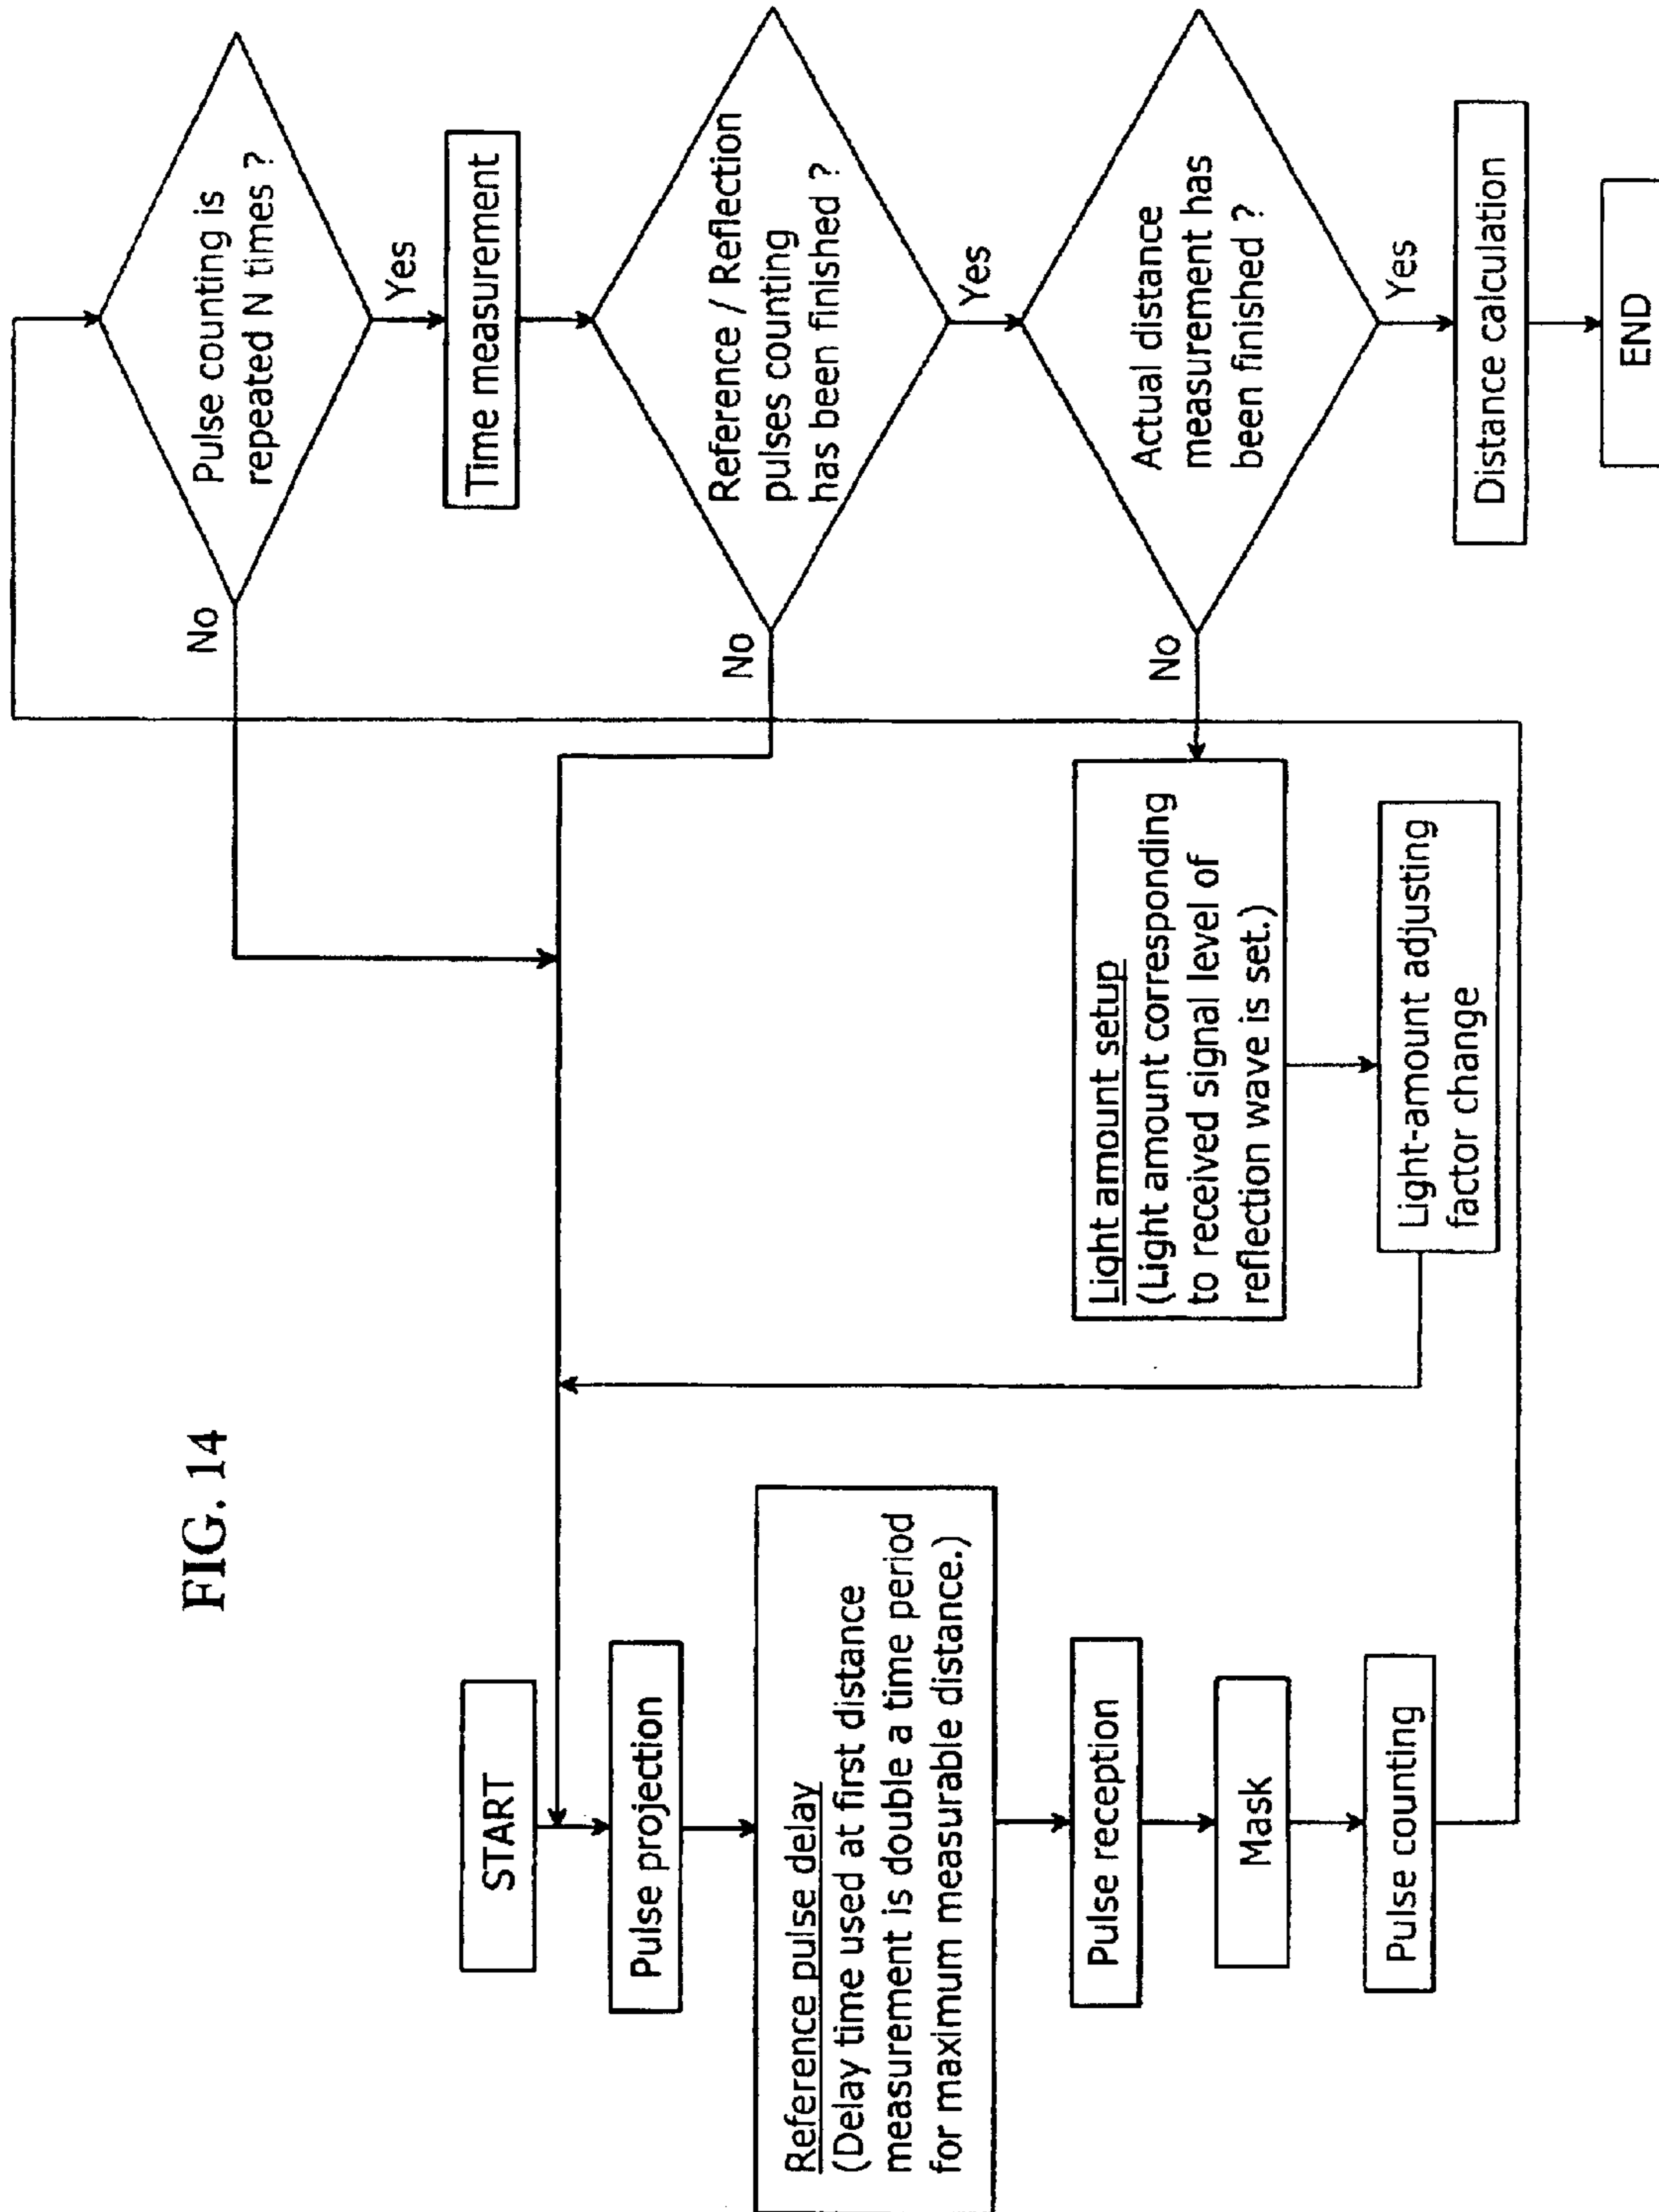 FIG. 14
START
Pulse projection
Reference pulse delay
(Delay time used at first distance
measurement is double a time period
for maximum measurable distance.)
Pulse reception
Mask
Pulse counting
Pulse counting is
repeated N times ?
No
Yes
Time measurement
Reference / Reflection
pulses counting
has been finished ?
No
Yes
Actual distance
measurement has
been finished ?
No
Yes
Light amount setup
(Light amount corresponding
to received signal level of
reflection wave is set.)
Light-amount adjusting
factor change
Distance calculation
END